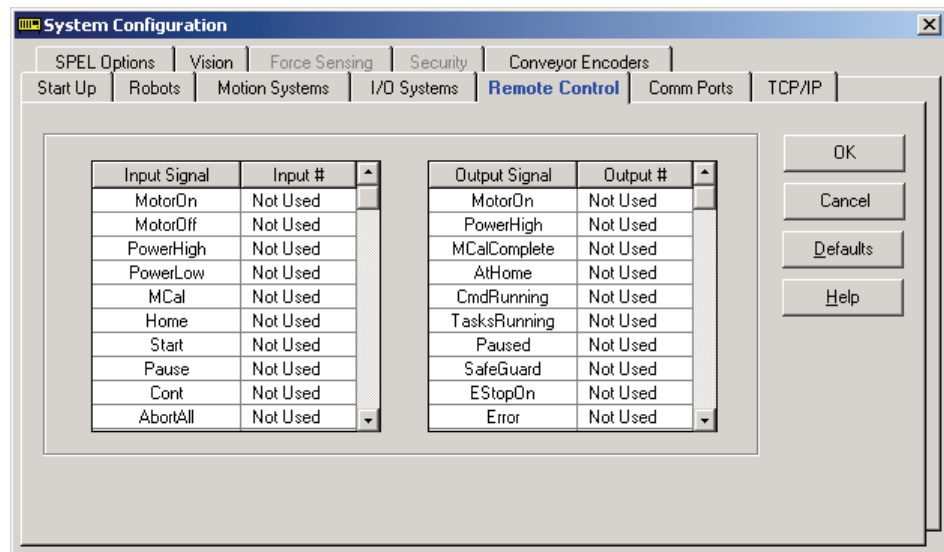 System Configuration
SPEL Options Vision Force Sensing Security Conveyor Encoders
Start Up Robots Motion Systems I/O Systems Remote Control Comm Ports TCP/IP
Input Signal Input # Output Signal Output # OK
MotorOn Not Used MotorOn Not Used Cancel
MotorOff Not Used PowerHigh Not Used
PowerHigh Not Used MCalComplete Not Used Defaults
PowerLow Not Used AtHome Not Used
MCal Not Used CmdRunning Not Used Help
Home Not Used TasksRunning Not Used
Start Not Used Paused Not Used
Pause Not Used SafeGuard Not Used
Cont Not Used EStopOn Not Used
AbortAll Not Used Error Not Used